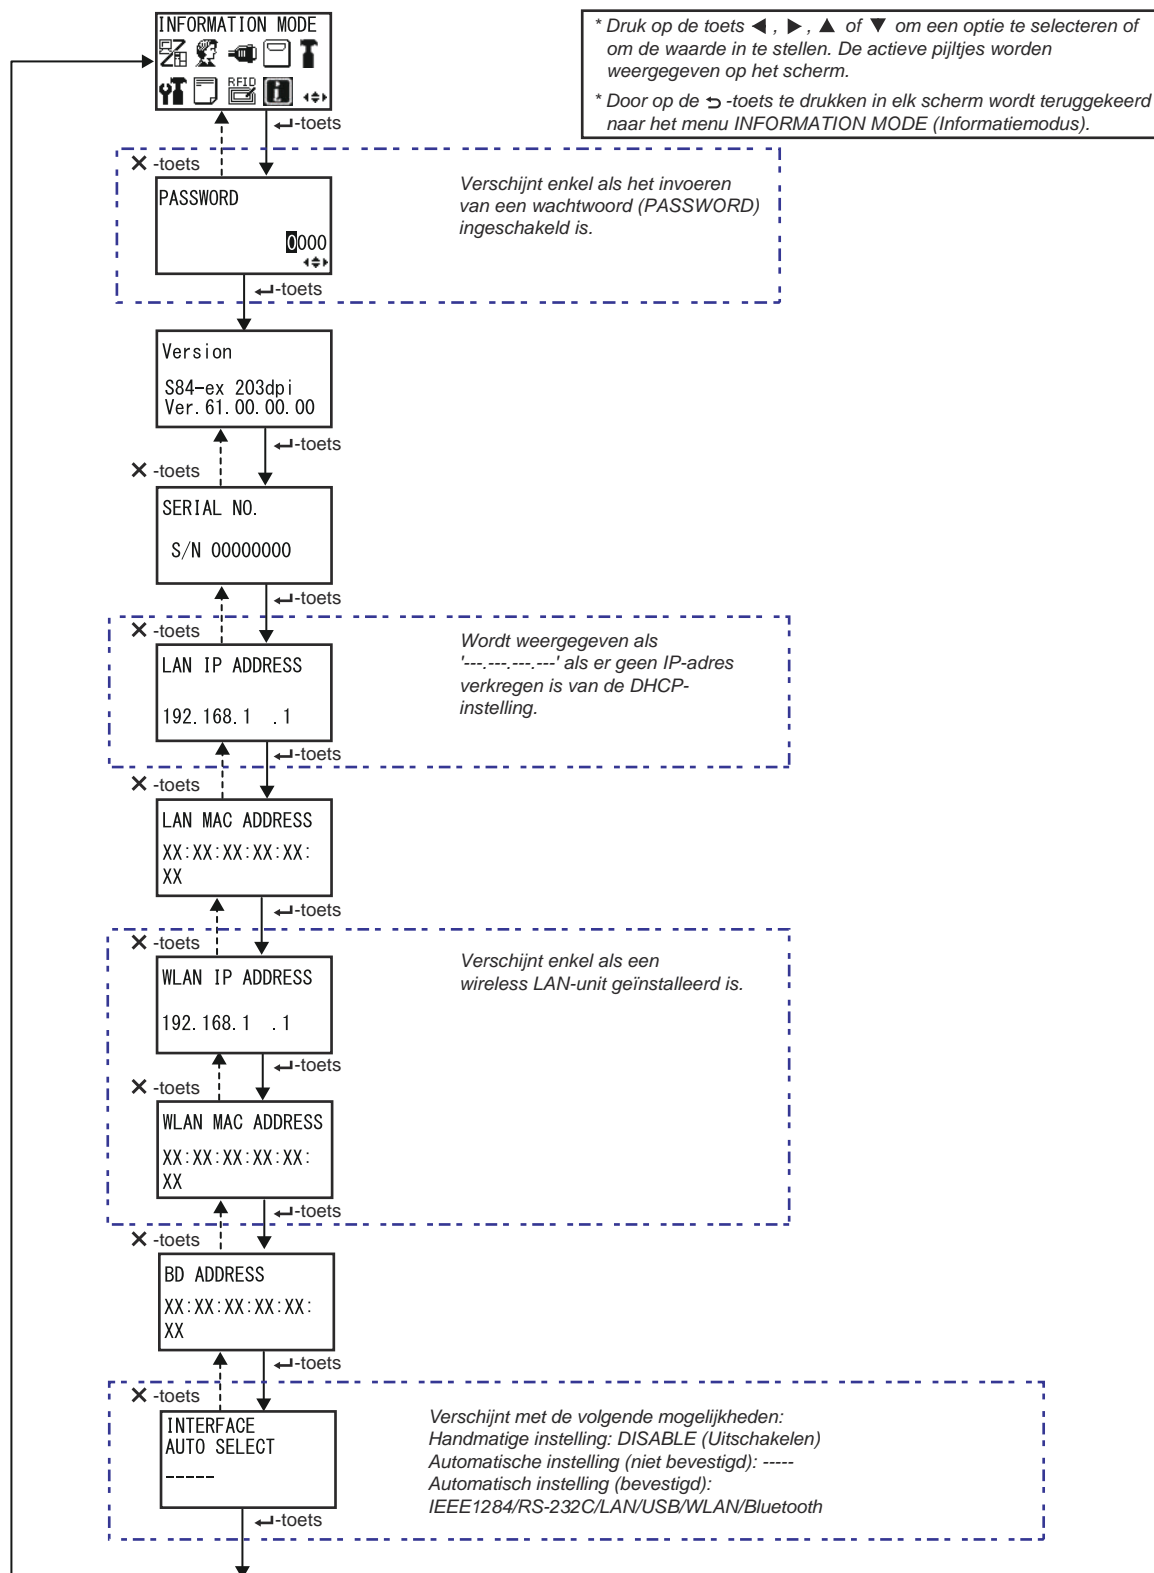 INFORMATION MODE
RFID
* Druk op de toets ◀ , ▶ , ▲ of ▼ om een optie te selecteren of
om de waarde in te stellen. De actieve pijltjes worden
weergegeven op het scherm.
* Door op de ⮌ -toets te drukken in elk scherm wordt teruggekeerd
naar het menu INFORMATION MODE (Informatiemodus).
↵-toets
✕ -toets
PASSWORD
0000
Verschijnt enkel als het invoeren
van een wachtwoord (PASSWORD)
ingeschakeld is.
↵-toets
Version
S84-ex 203dpi
Ver.61.00.00.00
↵-toets
✕ -toets
SERIAL NO.
S/N 00000000
↵-toets
✕ -toets
LAN IP ADDRESS
192.168.1 .1
Wordt weergegeven als
'---.---.---.---' als er geen IP-adres
verkregen is van de DHCP-
instelling.
↵-toets
✕ -toets
LAN MAC ADDRESS
XX:XX:XX:XX:XX:
XX
↵-toets
✕ -toets
WLAN IP ADDRESS
192.168.1 .1
Verschijnt enkel als een
wireless LAN-unit geïnstalleerd is.
↵-toets
✕ -toets
WLAN MAC ADDRESS
XX:XX:XX:XX:XX:
XX
↵-toets
✕ -toets
BD ADDRESS
XX:XX:XX:XX:XX:
XX
↵-toets
✕ -toets
INTERFACE
AUTO SELECT
-----
Verschijnt met de volgende mogelijkheden:
Handmatige instelling: DISABLE (Uitschakelen)
Automatische instelling (niet bevestigd): -----
Automatisch instelling (bevestigd):
IEEE1284/RS-232C/LAN/USB/WLAN/Bluetooth
↵-toets